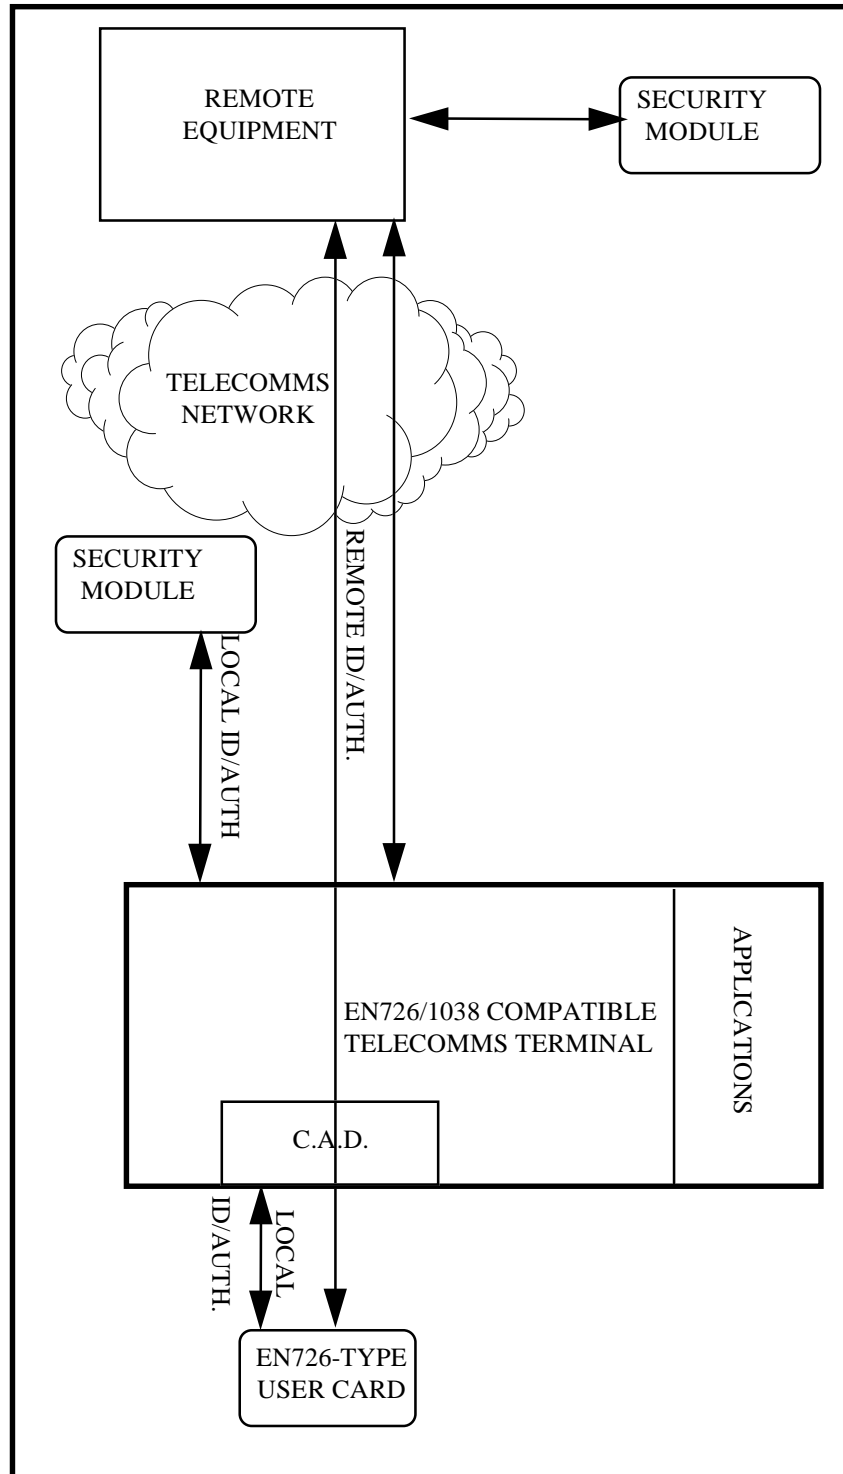 REMOTE
EQUIPMENT
SECURITY
MODULE
TELECOMMS
NETWORK
SECURITY
MODULE
REMOTE ID/AUTH.
LOCAL ID/AUTH
APPLICATIONS
EN726/1038 COMPATIBLE
TELECOMMS TERMINAL
C.A.D.
LOCAL
ID/AUTH.
EN726-TYPE
USER CARD